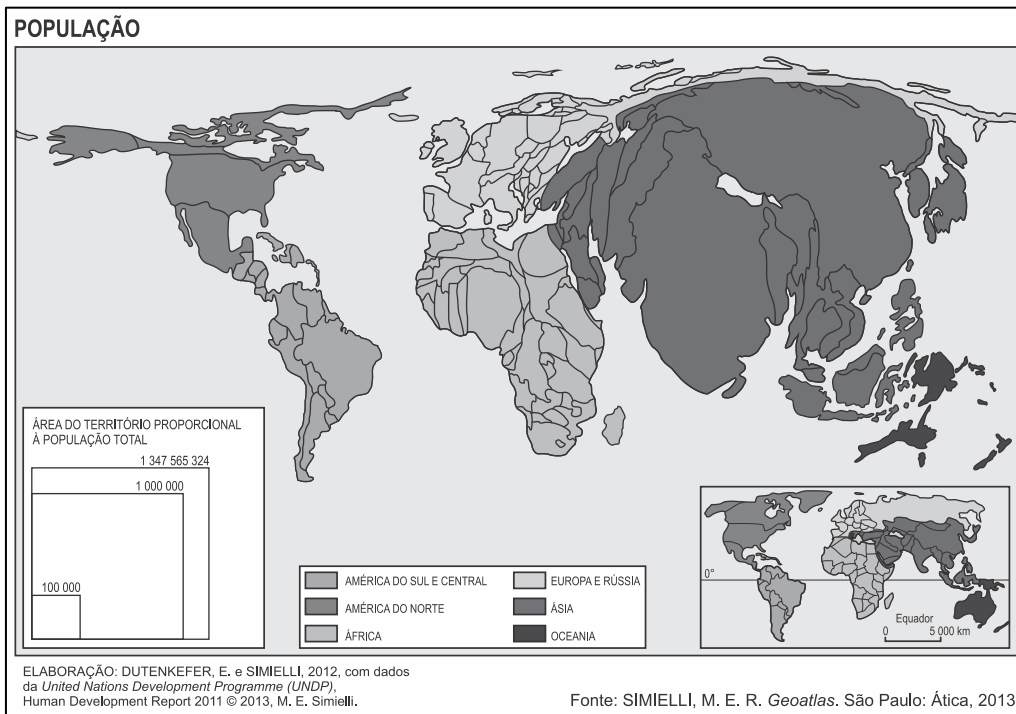 POPULAÇÃO
ÁREA DO TERRITÓRIO PROPORCIONAL
À POPULAÇÃO TOTAL
1 347 565 324
1 000 000
100 000
AMÉRICA DO SUL E CENTRAL
AMÉRICA DO NORTE
ÁFRICA
EUROPA E RÚSSIA
ÁSIA
OCEANIA
0°
Equador
0 5 000 km
ELABORAÇÃO: DUTENKEFER, E. e SIMIELLI, 2012, com dados
da United Nations Development Programme (UNDP),
Human Development Report 2011 © 2013, M. E. Simielli.
Fonte: SIMIELLI, M. E. R. Geoatlas. São Paulo: Ática, 2013